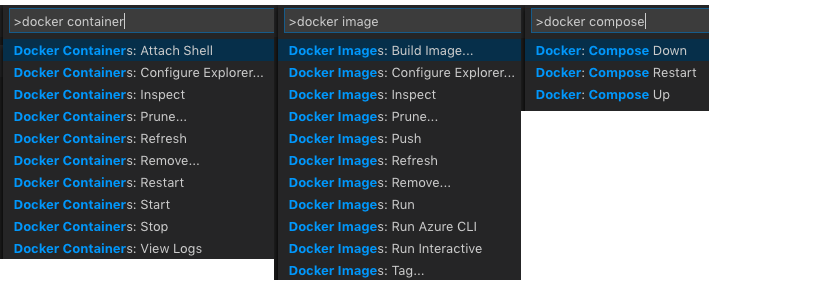 >docker container
Docker Containers: Attach Shell
Docker Containers: Configure Explorer...
Docker Containers: Inspect
Docker Containers: Prune...
Docker Containers: Refresh
Docker Containers: Remove...
Docker Containers: Restart
Docker Containers: Start
Docker Containers: Stop
Docker Containers: View Logs
>docker image
Docker Images: Build Image...
Docker Images: Configure Explorer...
Docker Images: Inspect
Docker Images: Prune...
Docker Images: Push
Docker Images: Refresh
Docker Images: Remove...
Docker Images: Run
Docker Images: Run Azure CLI
Docker Images: Run Interactive
Docker Images: Tag...
>docker compose
Docker: Compose Down
Docker: Compose Restart
Docker: Compose Up